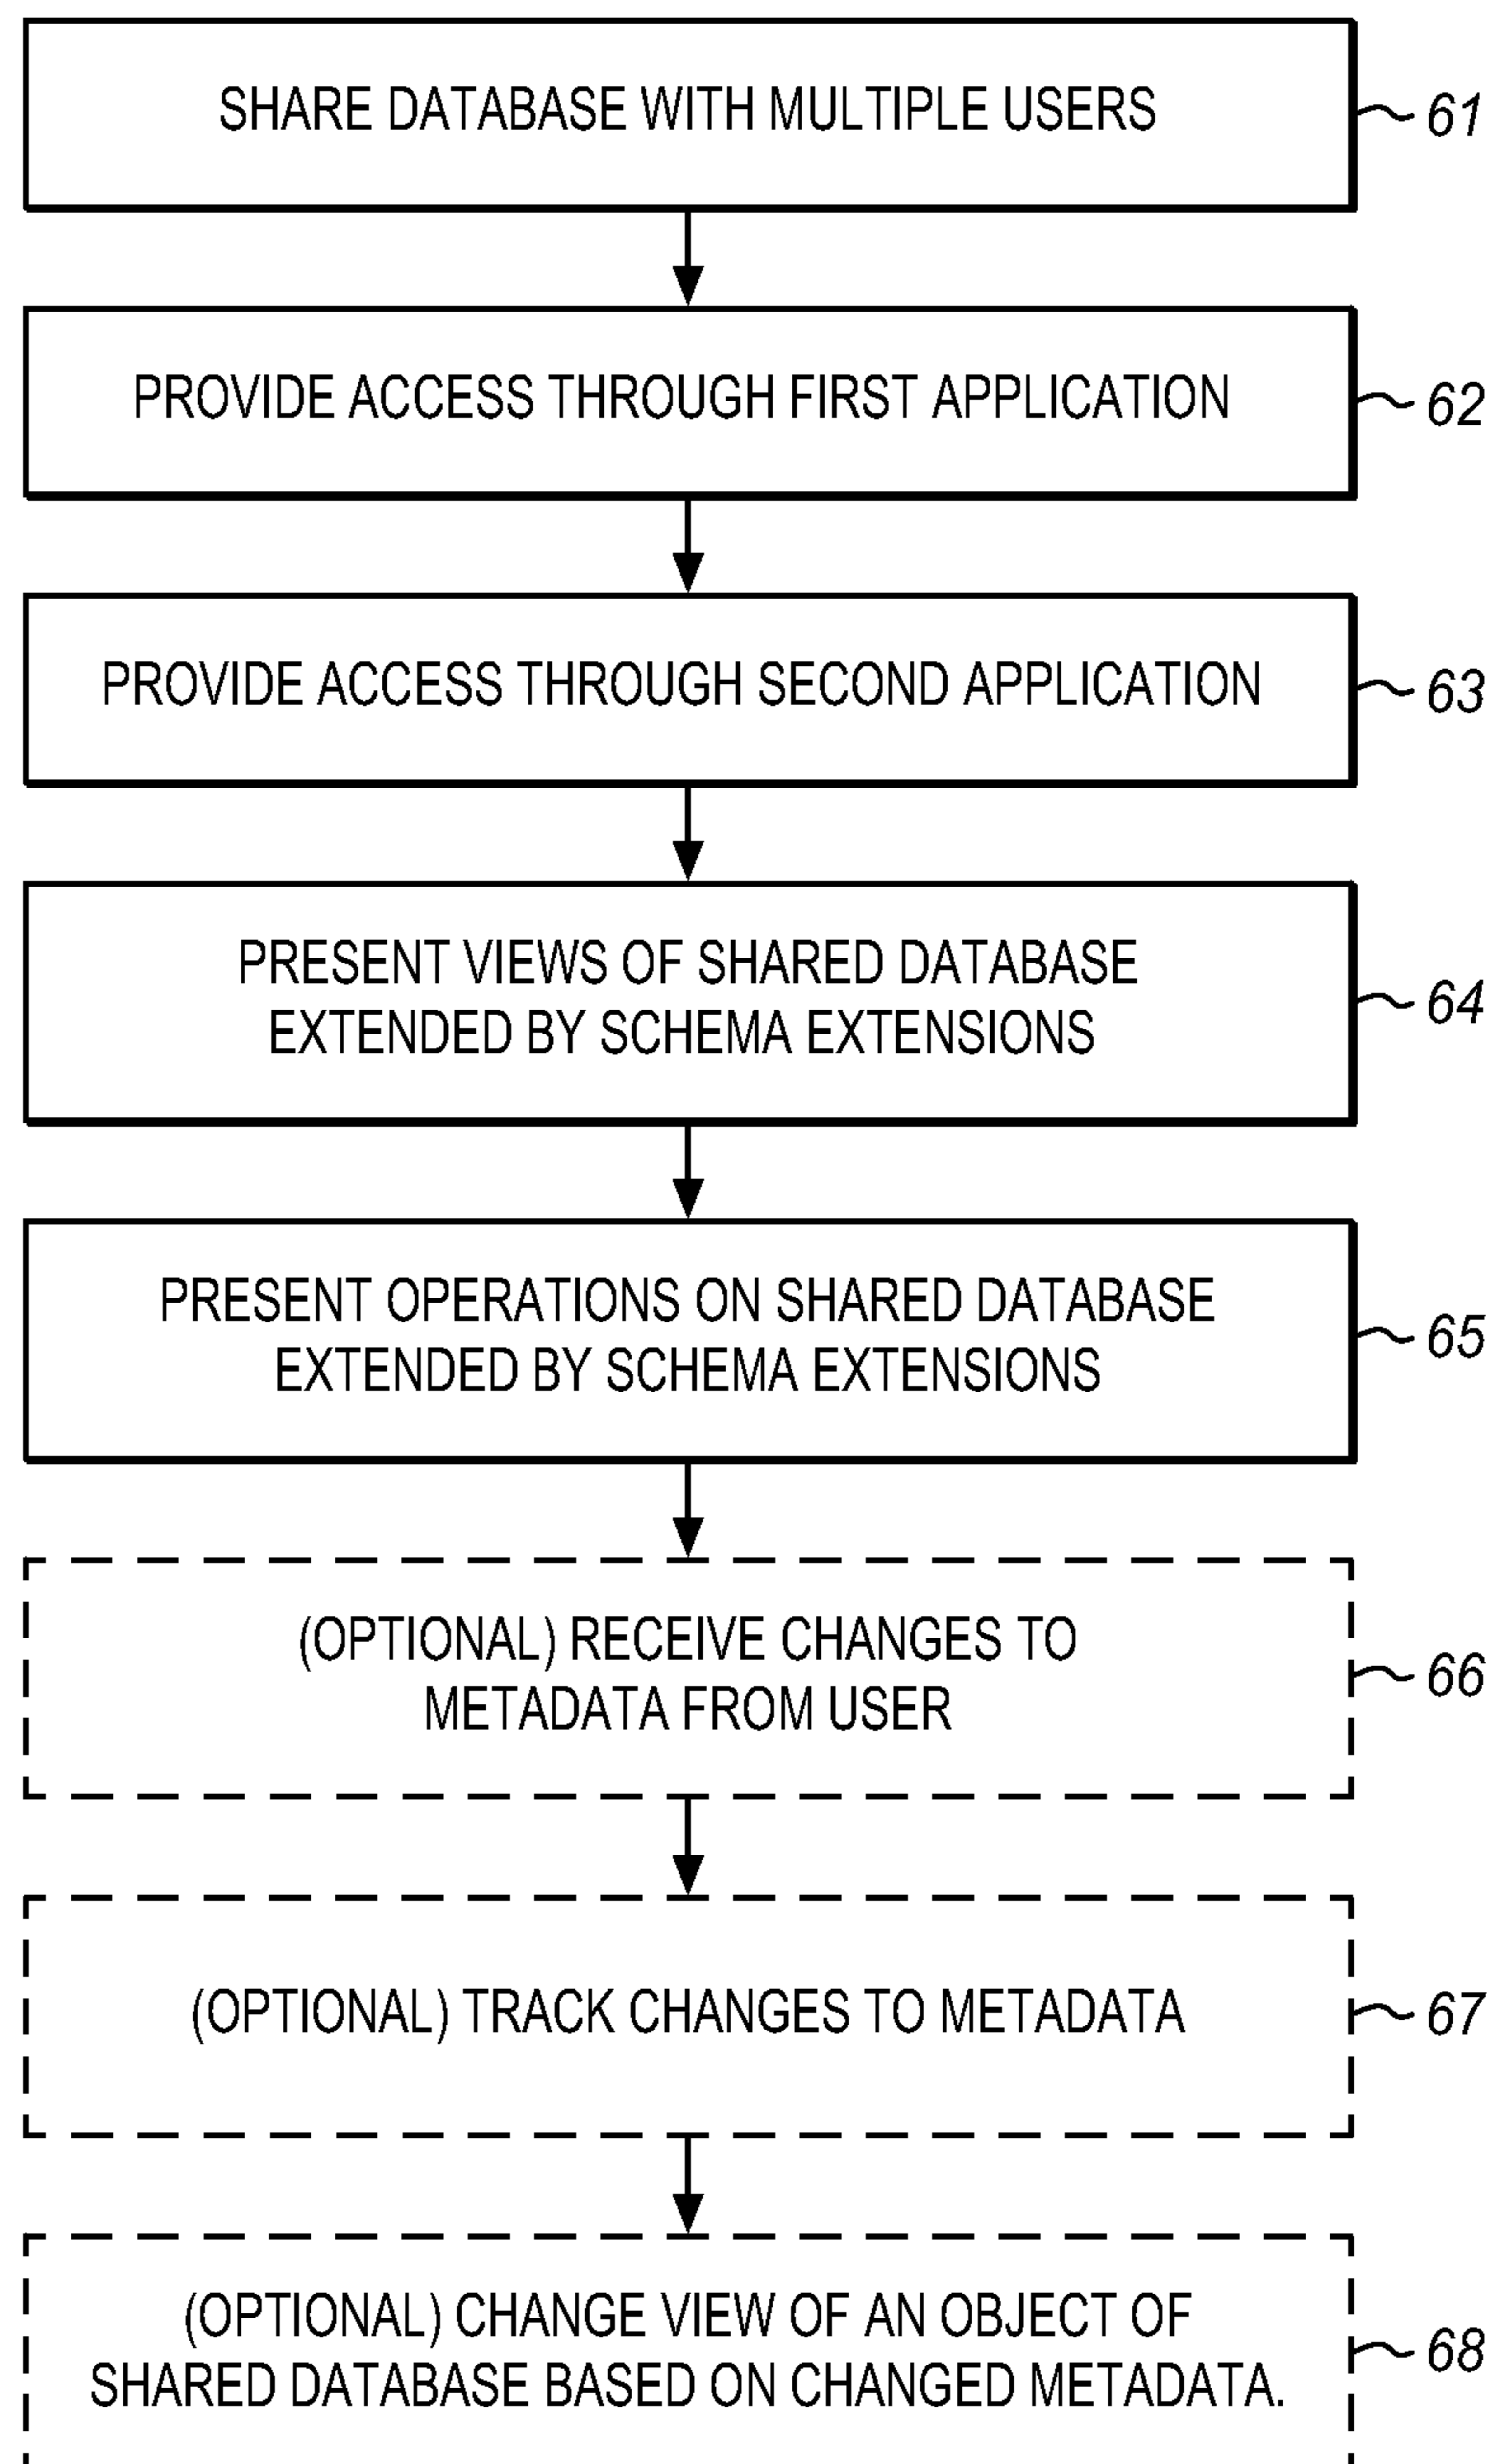 SHARE DATABASE WITH MULTIPLE USERS
61
PROVIDE ACCESS THROUGH FIRST APPLICATION
62
PROVIDE ACCESS THROUGH SECOND APPLICATION
63
PRESENT VIEWS OF SHARED DATABASE
EXTENDED BY SCHEMA EXTENSIONS
64
PRESENT OPERATIONS ON SHARED DATABASE
EXTENDED BY SCHEMA EXTENSIONS
65
(OPTIONAL) RECEIVE CHANGES TO
METADATA FROM USER
66
(OPTIONAL) TRACK CHANGES TO METADATA
67
(OPTIONAL) CHANGE VIEW OF AN OBJECT OF
SHARED DATABASE BASED ON CHANGED METADATA.
68